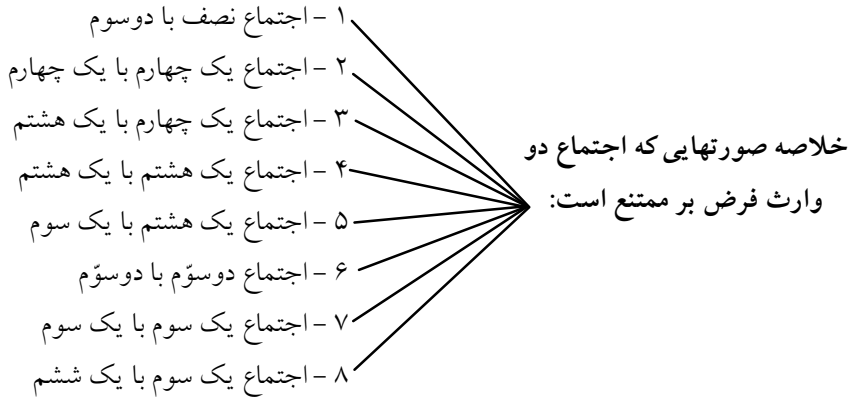 خلاصه صورتهایی که اجتماع دو
وارث فرض بر ممتنع است:
۱ - اجتماع نصف با دوسوم
۲ - اجتماع یک چهارم با یک چهارم
۳ - اجتماع یک چهارم با یک هشتم
۴ - اجتماع یک هشتم با یک هشتم
۵ - اجتماع یک هشتم با یک سوم
۶ - اجتماع دوسوّم با دوسوّم
۷ - اجتماع یک سوم با یک سوم
۸ - اجتماع یک سوم با یک ششم